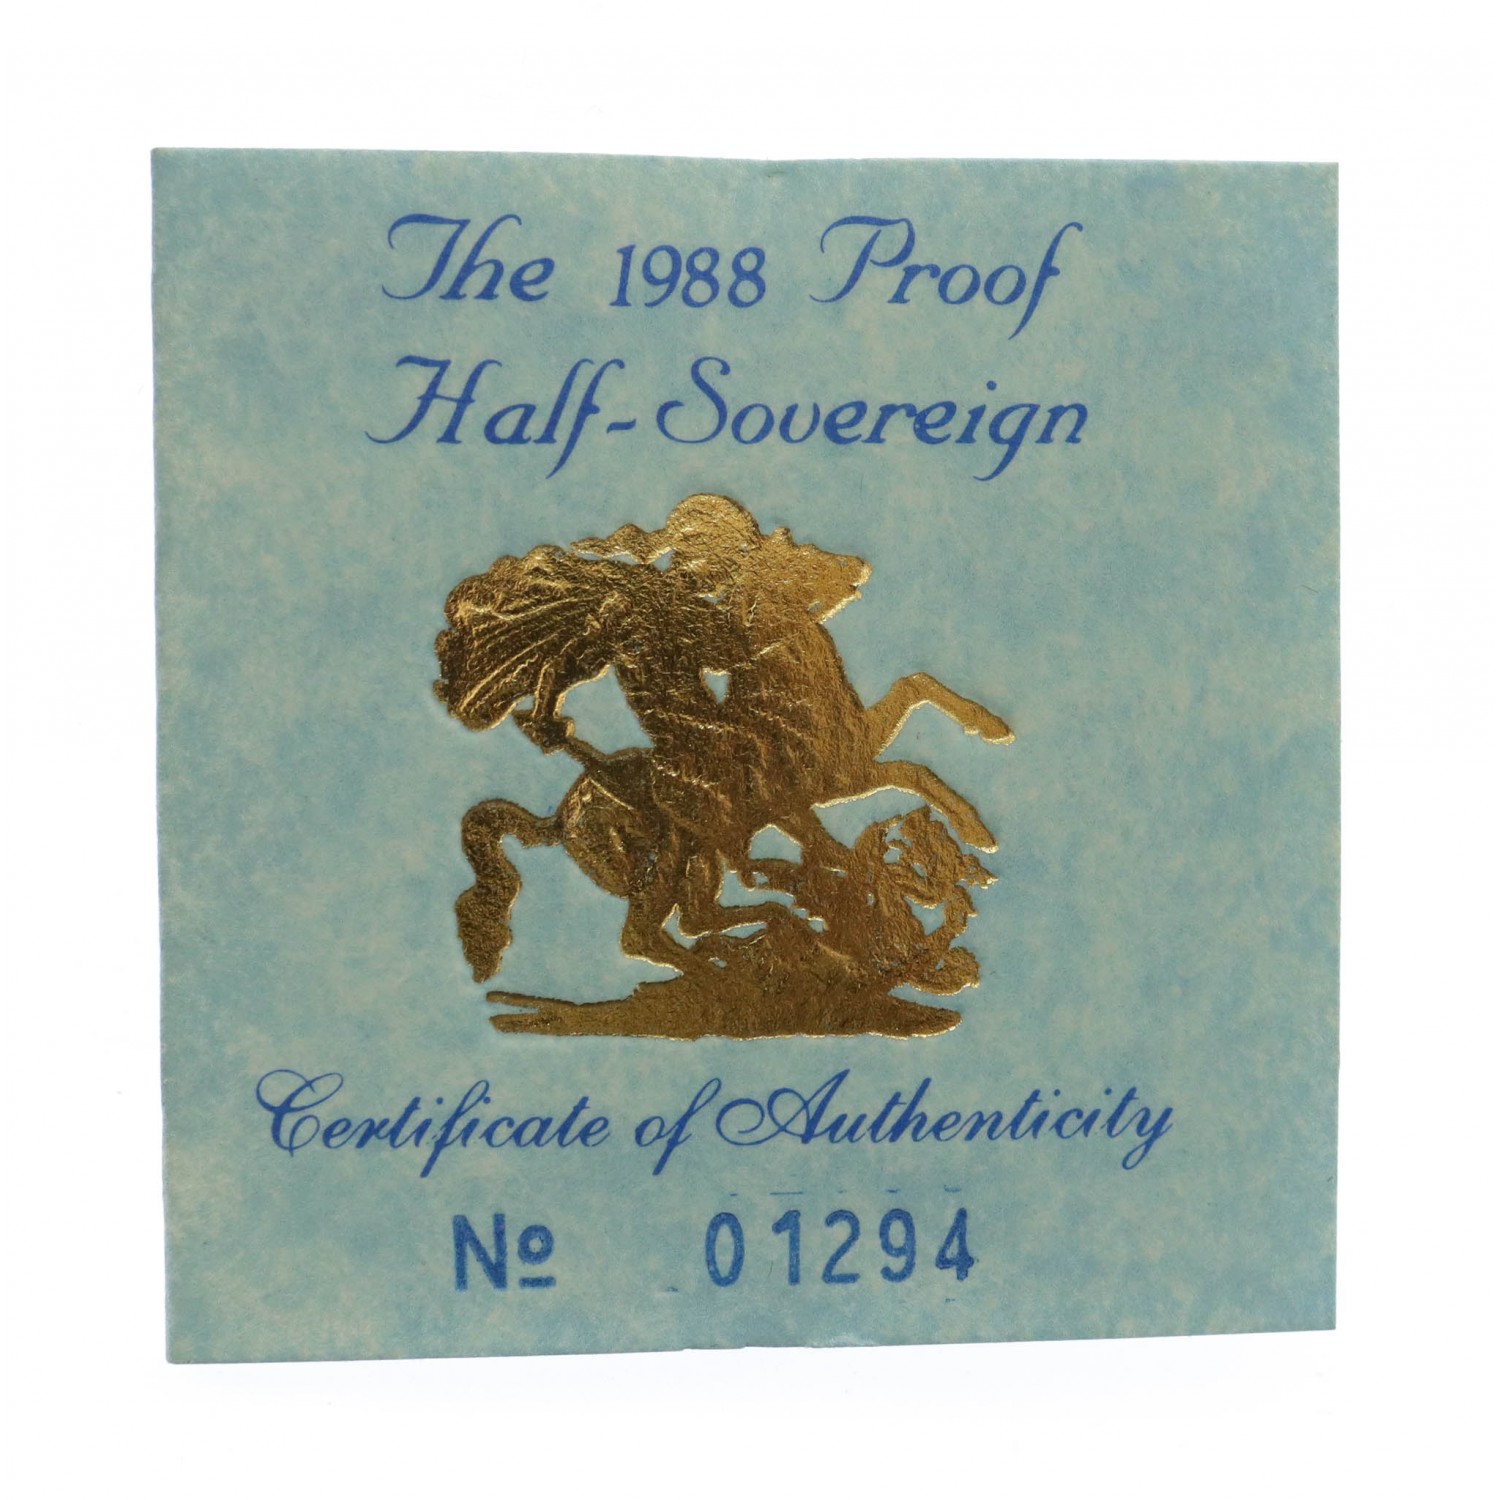 The 1988 Proof
Half-Sovereign
Certificate of Authenticity
Nº 01294